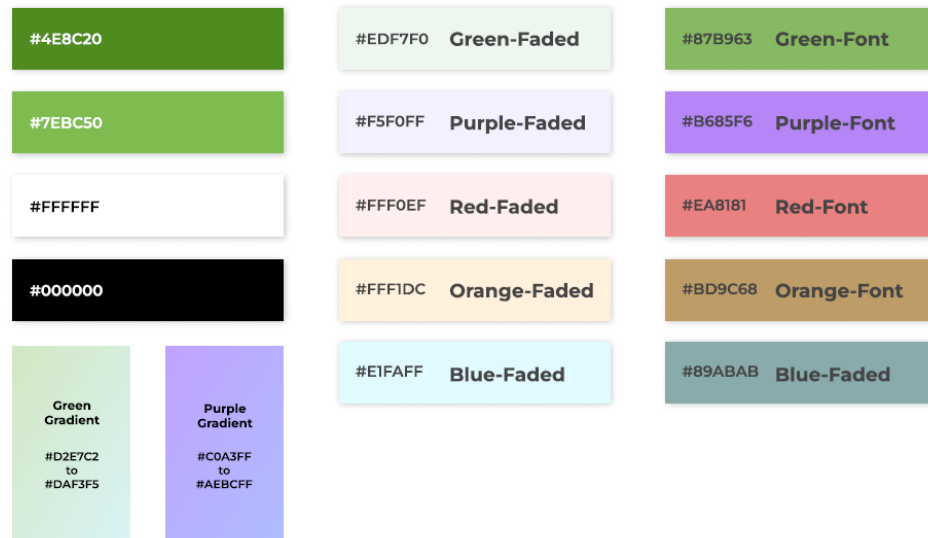 #4E8C20
#7EBC50
#FFFFFF
#000000
Green
Gradient
#D2E7C2
to
#DAF3F5
Purple
Gradient
#C0A3FF
to
#AEBCFF
#EDF7F0 Green-Faded
#F5F0FF Purple-Faded
#FFF0EF Red-Faded
#FFF1DC Orange-Faded
#E1FAFF Blue-Faded
#87B963 Green-Font
#B685F6 Purple-Font
#EA8181 Red-Font
#BD9C68 Orange-Font
#89ABAB Blue-Faded